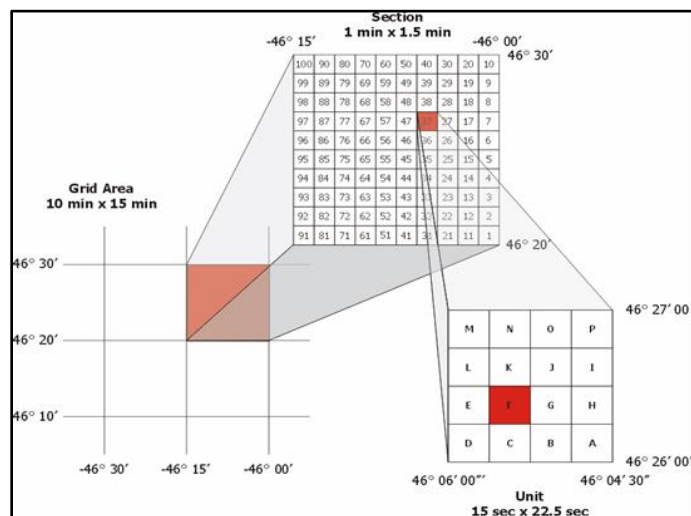 Section
1 min x 1.5 min
-46° 15′ -46° 00′
46° 30′
100 90 80 70 60 50 40 30 20 10
99 89 79 69 59 49 39 29 19 9
98 88 78 68 58 48 38 28 18 8
97 87 77 67 57 47 37 27 17 7
96 86 76 66 56 46 36 26 16 6
95 85 75 65 55 45 35 25 15 5
94 84 74 64 54 44 34 24 14 4
93 83 73 63 53 43 33 23 13 3
92 82 72 62 52 42 32 22 12 2
91 81 71 61 51 41 31 21 11 1
46° 20′
Grid Area
10 min x 15 min
46° 30′
46° 20′
46° 10′
-46° 30′ -46° 15′ -46° 00′
46° 27′ 00
M N O P
L K J I
E F G H
D C B A
46° 26′ 00′
46° 06′ 00″′ 46° 04′ 30″
Unit
15 sec x 22.5 sec